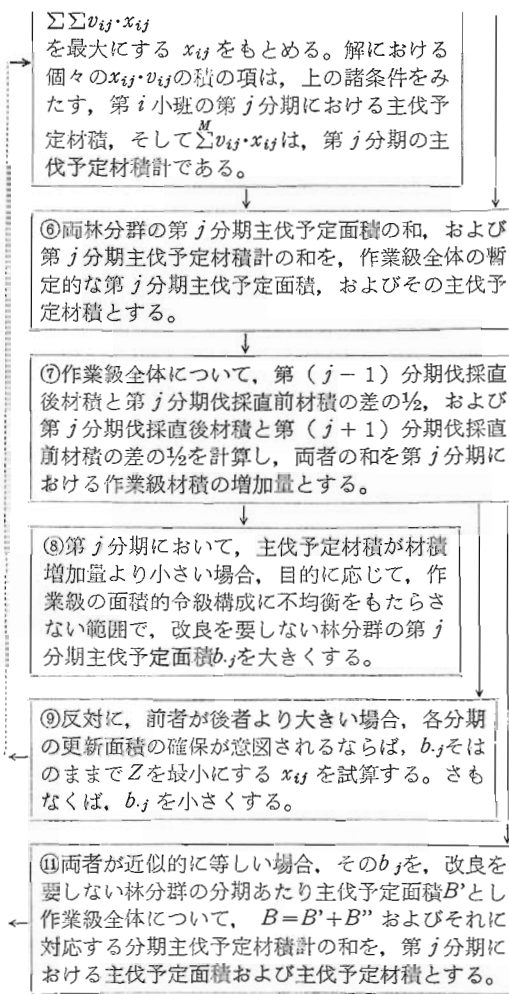 ΣΣv_{ij}·x_{ij}
を最大にする x_{ij} をもとめる。解における
個々のx_{ij}·v_{ij}の積の項は，上の諸条件をみ
たす，第 i 小班の第 j 分期における主伐予
定材積，そして
M
Σv_{ij}·x_{ij}は，第 j 分期の主
伐予定材積計である。
⑥両林分群の第 j 分期主伐予定面積の和，および
第 j 分期主伐予定材積計の和を，作業級全体の暫
定的な第 j 分期主伐予定面積，およびその主伐予
定材積とする。
⑦作業級全体について，第（j－1）分期伐採直
後材積と第 j 分期伐採直前材積の差の½，および
第 j 分期伐採直後材積と第（j＋1）分期伐採直
前材積の差の½を計算し，両者の和を第 j 分期に
おける作業級材積の増加量とする。
⑧第 j 分期において，主伐予定材積が材積
増加量より小さい場合，目的に応じて，作
業級の面積的令級構成に不均衡をもたらさ
ない範囲で，改良を要しない林分群の第 j
分期主伐予定面積b._jを大きくする。
⑨反対に，前者が後者より大きい場合，各分期
の更新面積の確保が意図されるならば，b._jそは
のままでZを最小にする x_{ij} を試算する。さも
なくば，b._j を小さくする。
⑪両者が近似的に等しい場合，そのb._jを，改良を
要しない林分群の分期あたり主伐予定面積B'とし
作業級全体について， B＝B'＋B" およびそれに
対応する分期主伐予定材積計の和を，第 j 分期に
おける主伐予定面積および主伐予定材積とする。